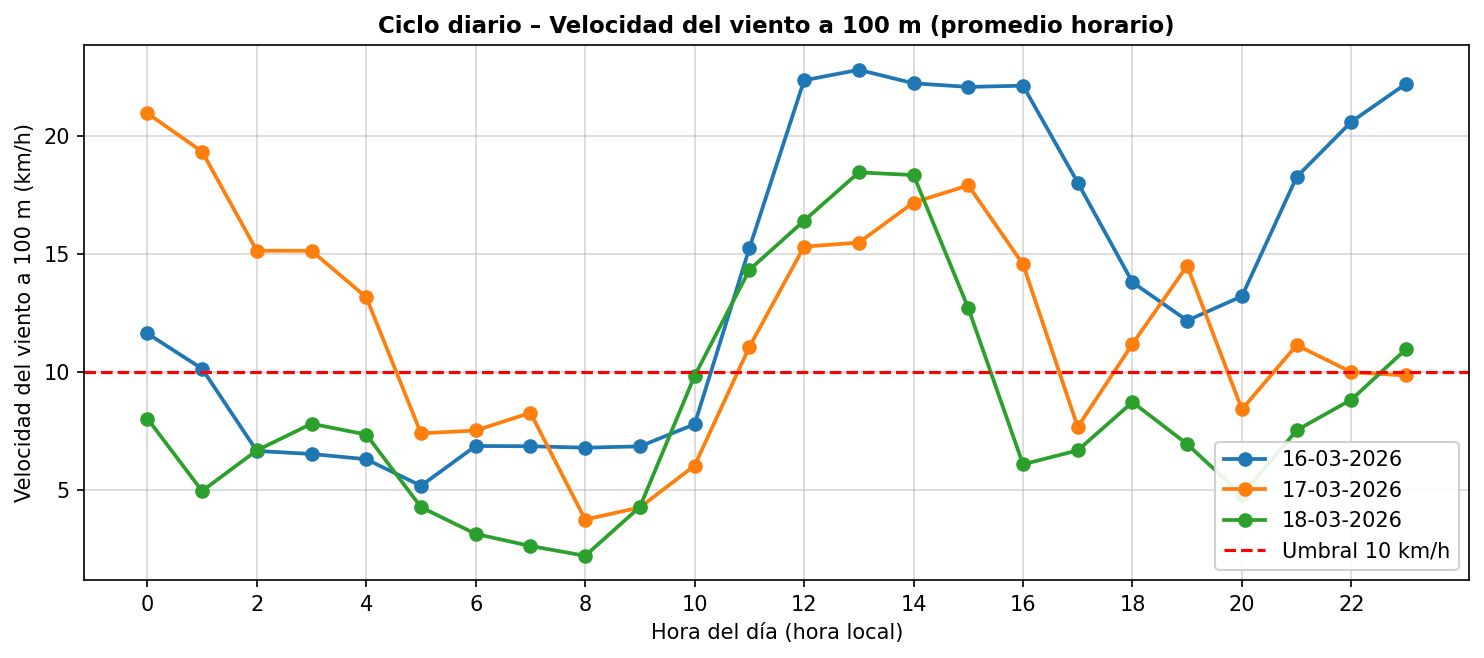 Ciclo diario – Velocidad del viento a 100 m (promedio horario)
Velocidad del viento a 100 m (km/h)
20
15
10
5
0 2 4 6 8 10 12 14 16 18 20 22
Hora del día (hora local)
16-03-2026
17-03-2026
18-03-2026
Umbral 10 km/h